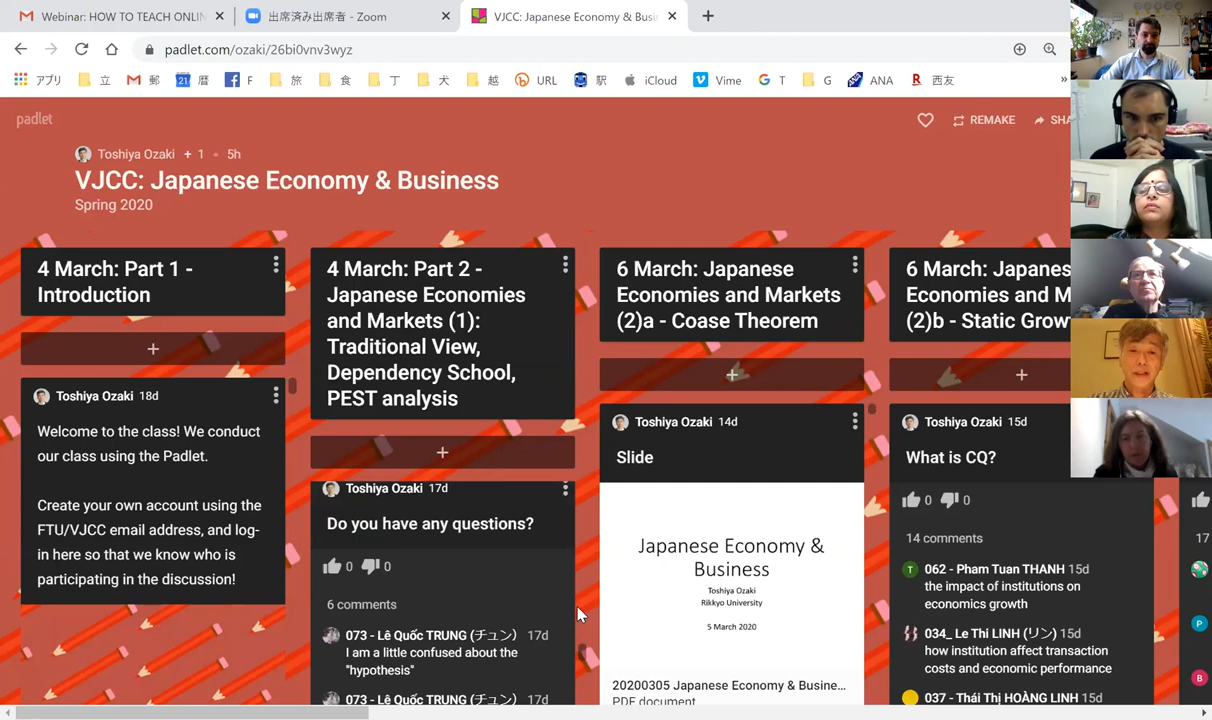 Webinar: HOW TO TEACH ONLIN
出席済み出席者 - Zoom
VJCC: Japanese Economy & Busi
padlet.com/ozaki/26bi0vnv3wyz
アプリ 立 郵 21 暦 F 旅 食 丁 犬 越 URL 駅 iCloud Vime T G ANA 西友 »
padlet
REMAKE SHA
Toshiya Ozaki + 1 • 5h
VJCC: Japanese Economy & Business
Spring 2020
4 March: Part 1 -
Introduction
+
Toshiya Ozaki 18d
Welcome to the class! We conduct
our class using the Padlet.
Create your own account using the
FTU/VJCC email address, and log-
in here so that we know who is
participating in the discussion!
4 March: Part 2 -
Japanese Economies
and Markets (1):
Traditional View,
Dependency School,
PEST analysis
+
Toshiya Ozaki 17d
Do you have any questions?
0 0
6 comments
073 - Lê Quốc TRUNG (チュン) 17d
I am a little confused about the
"hypothesis"
073 - Lê Quốc TRUNG (チュン) 17d
6 March: Japanese
Economies and Markets
(2)a - Coase Theorem
+
Toshiya Ozaki 14d
Slide
Japanese Economy &
Business
Toshiya Ozaki
Rikkyo University
5 March 2020
20200305 Japanese Economy & Busine...
PDF document
6 March: Japanes
Economies and M
(2)b - Static Grow
+
Toshiya Ozaki 15d
What is CQ?
0 0
14 comments
T 062 - Pham Tuan THANH 15d
the impact of institutions on
economics growth
034_ Le Thi LINH (リン) 15d
how institution affect transaction
costs and economic performance
037 - Thái Thị HOÀNG LINH 15d
17
P
B